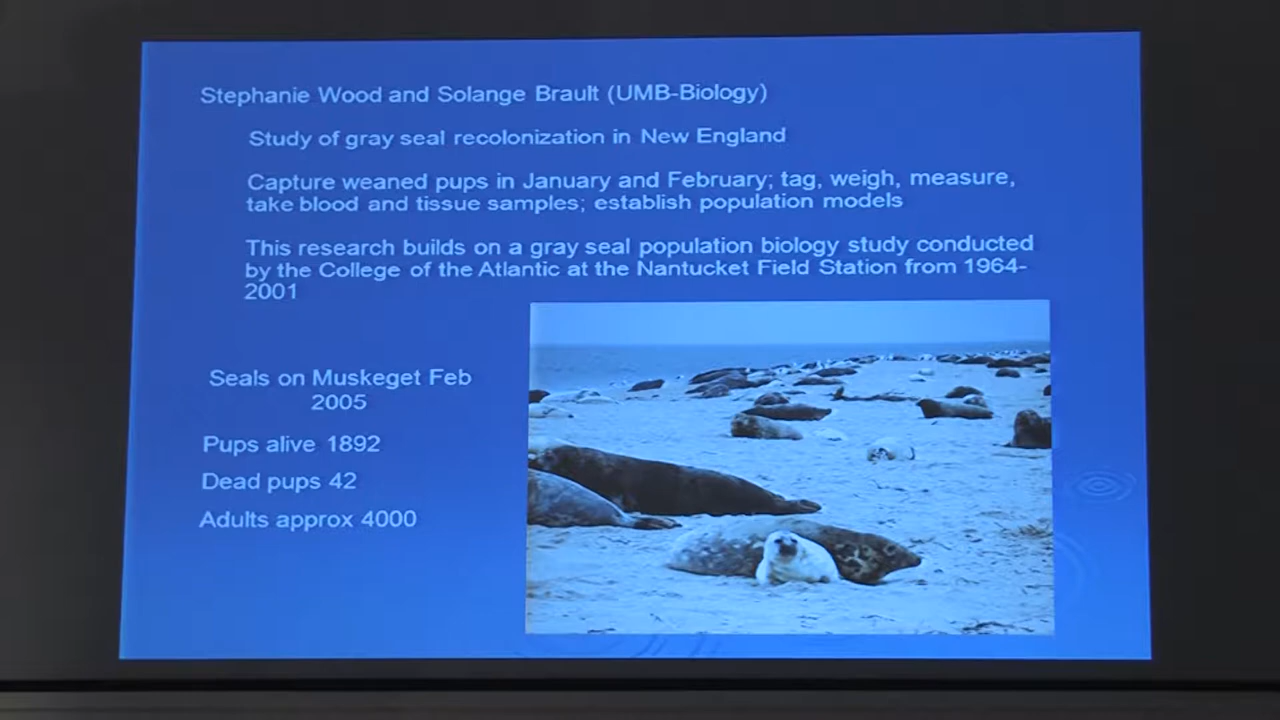 Stephanie Wood and Solange Brault (UMB-Biology)
Study of gray seal recolonization in New England
Capture weaned pups in January and February; tag, weigh, measure,
take blood and tissue samples; establish population models
This research builds on a gray seal population biology study conducted
by the College of the Atlantic at the Nantucket Field Station from 1964-
2001
Seals on Muskeget Feb
2005
Pups alive 1892
Dead pups 42
Adults approx 4000